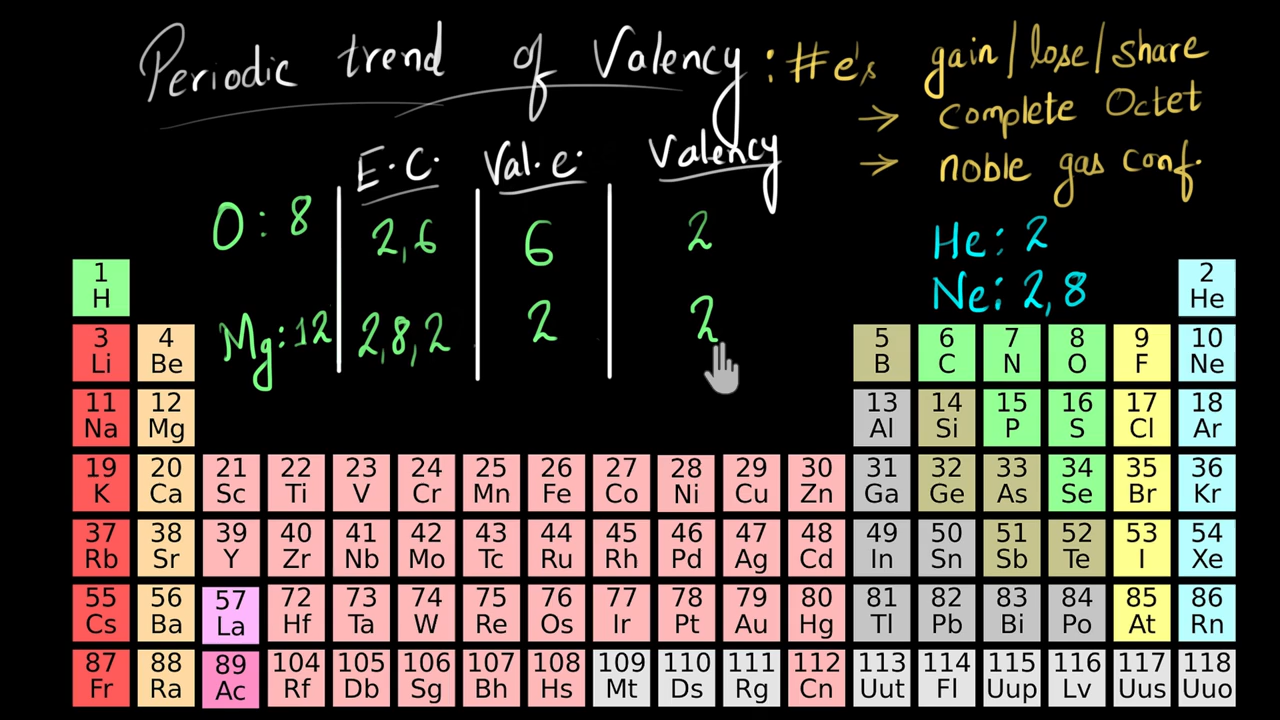 Periodic trend of Valency : #e's gain/lose/share
→ complete Octet
→ noble gas conf.
E.C. Val.e. Valency
O: 8 2,6 6 2
Mg:12 2,8,2 2 2
He: 2
Ne: 2,8
1 2
H He
3 4 5 6 7 8 9 10
Li Be B C N O F Ne
11 12 13 14 15 16 17 18
Na Mg Al Si P S Cl Ar
19 20 21 22 23 24 25 26 27 28 29 30 31 32 33 34 35 36
K Ca Sc Ti V Cr Mn Fe Co Ni Cu Zn Ga Ge As Se Br Kr
37 38 39 40 41 42 43 44 45 46 47 48 49 50 51 52 53 54
Rb Sr Y Zr Nb Mo Tc Ru Rh Pd Ag Cd In Sn Sb Te I Xe
55 56 57 72 73 74 75 76 77 78 79 80 81 82 83 84 85 86
Cs Ba La Hf Ta W Re Os Ir Pt Au Hg Tl Pb Bi Po At Rn
87 88 89 104 105 106 107 108 109 110 111 112 113 114 115 116 117 118
Fr Ra Ac Rf Db Sg Bh Hs Mt Ds Rg Cn Uut Fl Uup Lv Uus Uuo